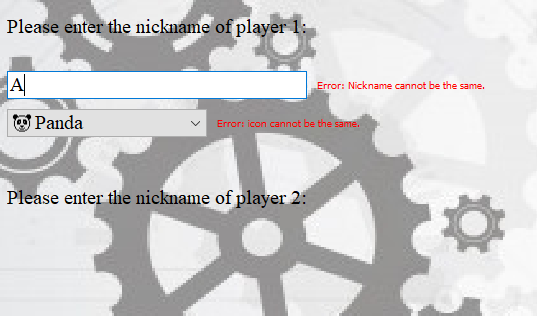 Please enter the nickname of player 1:
A
Error: Nickname cannot be the same.
Panda
Error: icon cannot be the same.
Please enter the nickname of player 2: